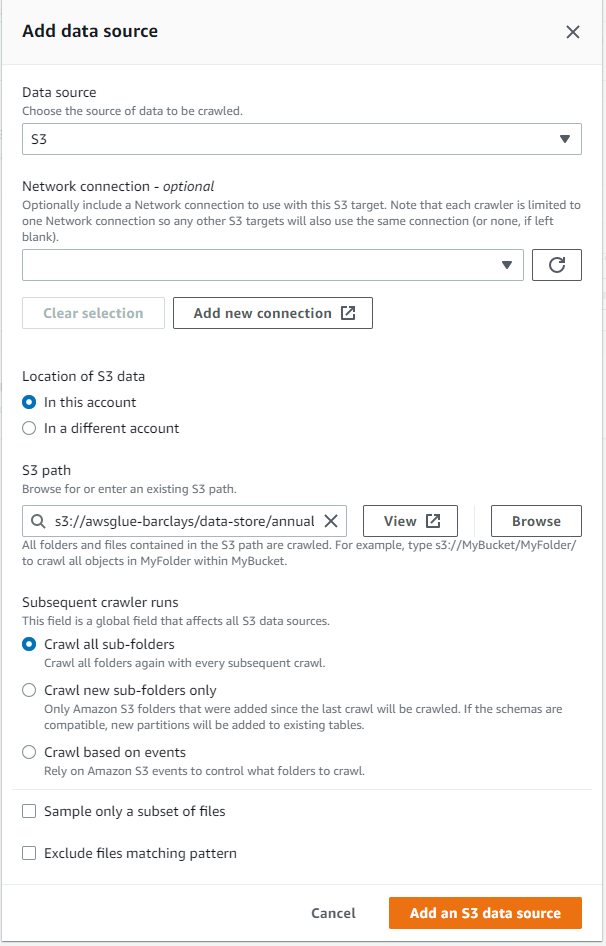 Add data source
Data source
Choose the source of data to be crawled.
S3
Network connection - optional
Optionally include a Network connection to use with this S3 target. Note that each crawler is limited to
one Network connection so any other S3 targets will also use the same connection (or none, if left
blank).
Clear selection
Add new connection
Location of S3 data
In this account
In a different account
S3 path
Browse for or enter an existing S3 path.
s3://awsglue-barclays/data-store/annual
View
Browse
All folders and files contained in the S3 path are crawled. For example, type s3://MyBucket/MyFolder/
to crawl all objects in MyFolder within MyBucket.
Subsequent crawler runs
This field is a global field that affects all S3 data sources.
Crawl all sub-folders
Crawl all folders again with every subsequent crawl.
Crawl new sub-folders only
Only Amazon S3 folders that were added since the last crawl will be crawled. If the schemas are
compatible, new partitions will be added to existing tables.
Crawl based on events
Rely on Amazon S3 events to control what folders to crawl.
Sample only a subset of files
Exclude files matching pattern
Cancel
Add an S3 data source